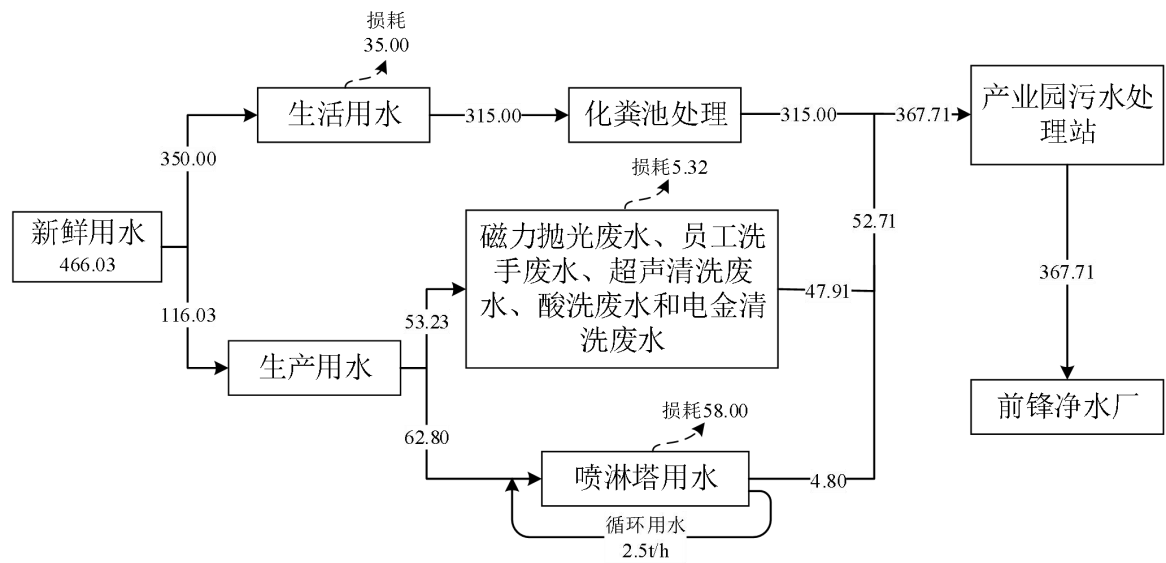 损耗
35.00
生活用水
315.00
化粪池处理
315.00
367.71
产业园污水处
理站
350.00
新鲜用水
466.03
损耗5.32
磁力抛光废水、员工洗
手废水、超声清洗废
水、酸洗废水和电金清
洗废水
52.71
47.91
367.71
116.03
53.23
生产用水
62.80
损耗58.00
喷淋塔用水
4.80
循环用水
2.5t/h
前锋净水厂